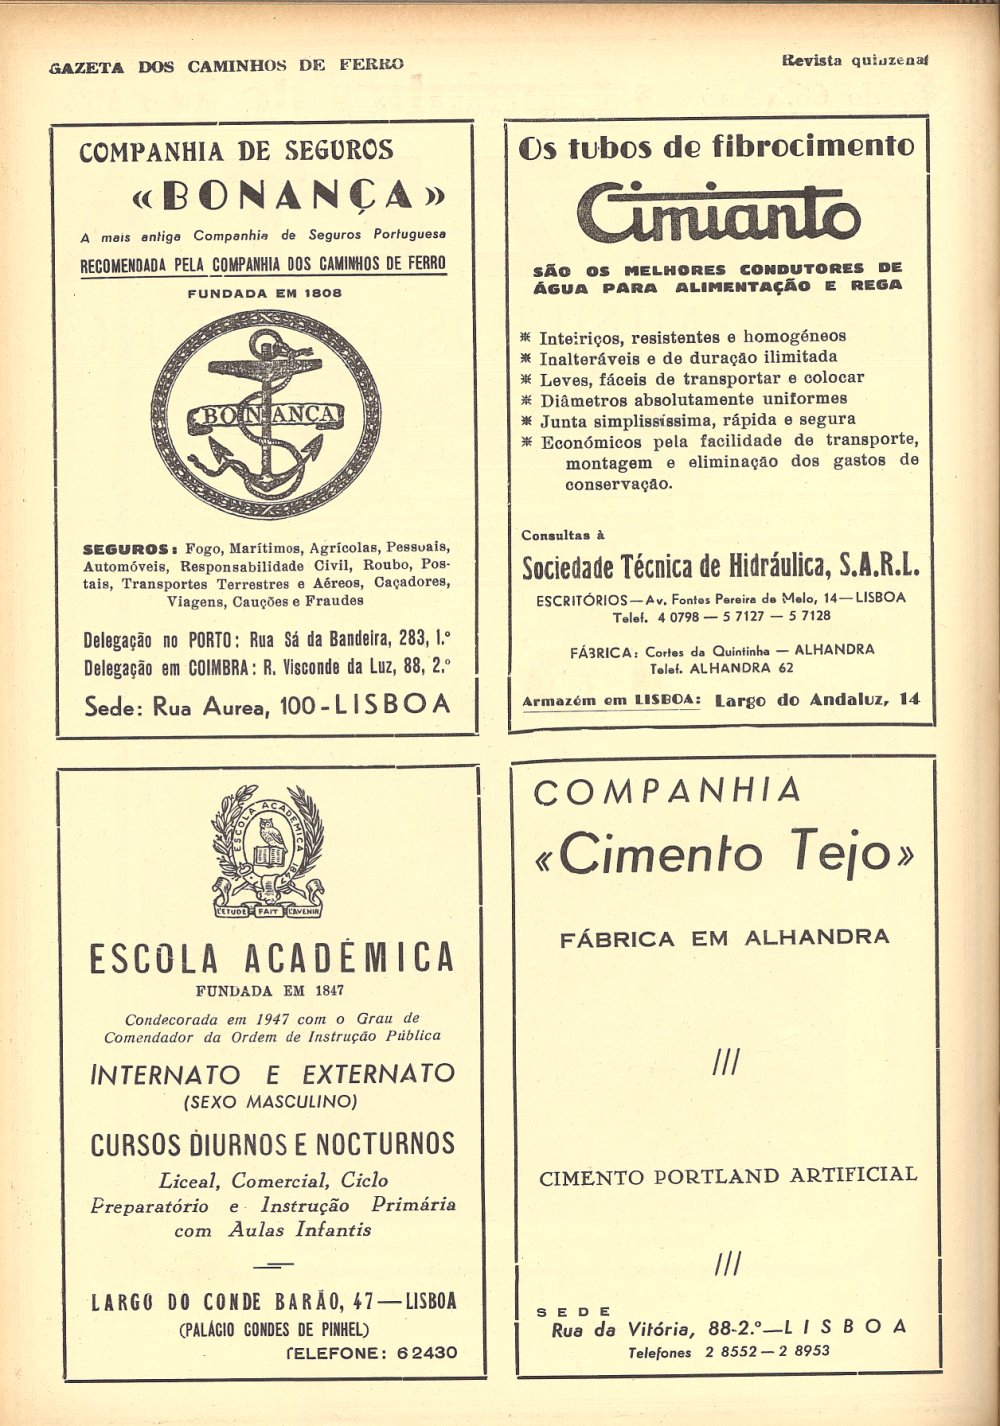 GAZETA DOS CAMINHOS DE FERRO
Revista quinzenal
COMPANHIA DE SEGUROS
«BONANÇA»
A mais antiga Companhia de Seguros Portuguesa
RECOMENDADA PELA COMPANHIA DOS CAMINHOS DE FERRO
FUNDADA EM 1808
BONANÇA
SEGUROS: Fogo, Marítimos, Agrícolas, Pessoais,
Automóveis, Responsabilidade Civil, Roubo, Pos-
tais, Transportes Terrestres e Aéreos, Caçadores,
Viagens, Cauções e Fraudes
Delegação no PORTO: Rua Sá da Bandeira, 283, 1.º
Delegação em COIMBRA: R. Visconde da Luz, 88, 2.º
Sede: Rua Aurea, 100-LISBOA
Os tubos de fibrocimento
Cimianto
SÃO OS MELHORES CONDUTORES DE
ÁGUA PARA ALIMENTAÇÃO E REGA
* Inteiriços, resistentes e homogéneos
* Inalteráveis e de duração ilimitada
* Leves, fáceis de transportar e colocar
* Diâmetros absolutamente uniformes
* Junta simplississima, rápida e segura
* Económicos pela facilidade de transporte,
montagem e eliminação dos gastos de
conservação.
Consultas à
Sociedade Técnica de Hidráulica, S.A.R.L.
ESCRITÓRIOS—Av. Fontes Pereira de Melo, 14—LISBOA
Telef. 4 0798 — 5 7127 — 5 7128
FÁBRICA: Cortes da Quintinha — ALHANDRA
Telef. ALHANDRA 62
Armazém em LISBOA: Largo do Andaluz, 14
ESCOLA ACADÉMICA
1847
L'ETUDE FAIT L'AVENIR
ESCOLA ACADÉMICA
FUNDADA EM 1847
Condecorada em 1947 com o Grau de
Comendador da Ordem de Instrução Pública
INTERNATO E EXTERNATO
(SEXO MASCULINO)
CURSOS DIURNOS E NOCTURNOS
Liceal, Comercial, Ciclo
Preparatório e Instrução Primária
com Aulas Infantis
LARGO DO CONDE BARÃO, 47—LISBOA
(PALÁCIO CONDES DE PINHEL)
TELEFONE: 62430
COMPANHIA
«Cimento Tejo»
FÁBRICA EM ALHANDRA
///
CIMENTO PORTLAND ARTIFICIAL
///
SEDE
Rua da Vitória, 88-2.º—LISBOA
Telefones 2 8552 — 2 8953